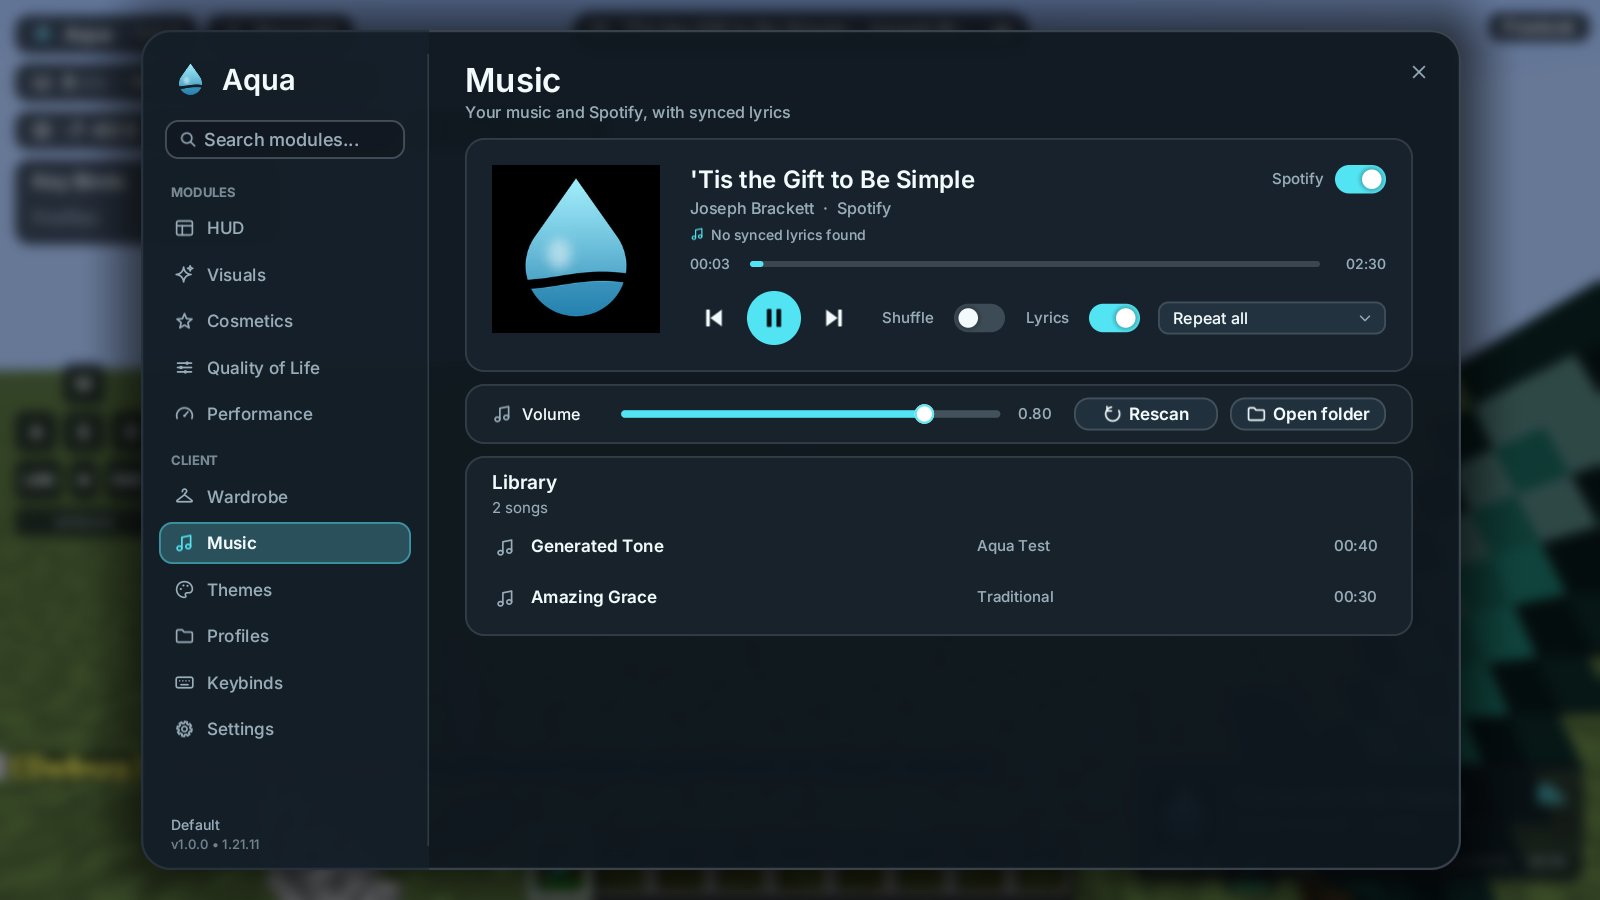 Aqua
Search modules...
MODULES
HUD
Visuals
Cosmetics
Quality of Life
Performance
CLIENT
Wardrobe
Music
Themes
Profiles
Keybinds
Settings
Default
v1.0.0 • 1.21.11
Music
Your music and Spotify, with synced lyrics
'Tis the Gift to Be Simple
Spotify
Joseph Brackett · Spotify
No synced lyrics found
00:03
02:30
Shuffle
Lyrics
Repeat all
Volume
0.80
Rescan
Open folder
Library
2 songs
Generated Tone
Aqua Test
00:40
Amazing Grace
Traditional
00:30